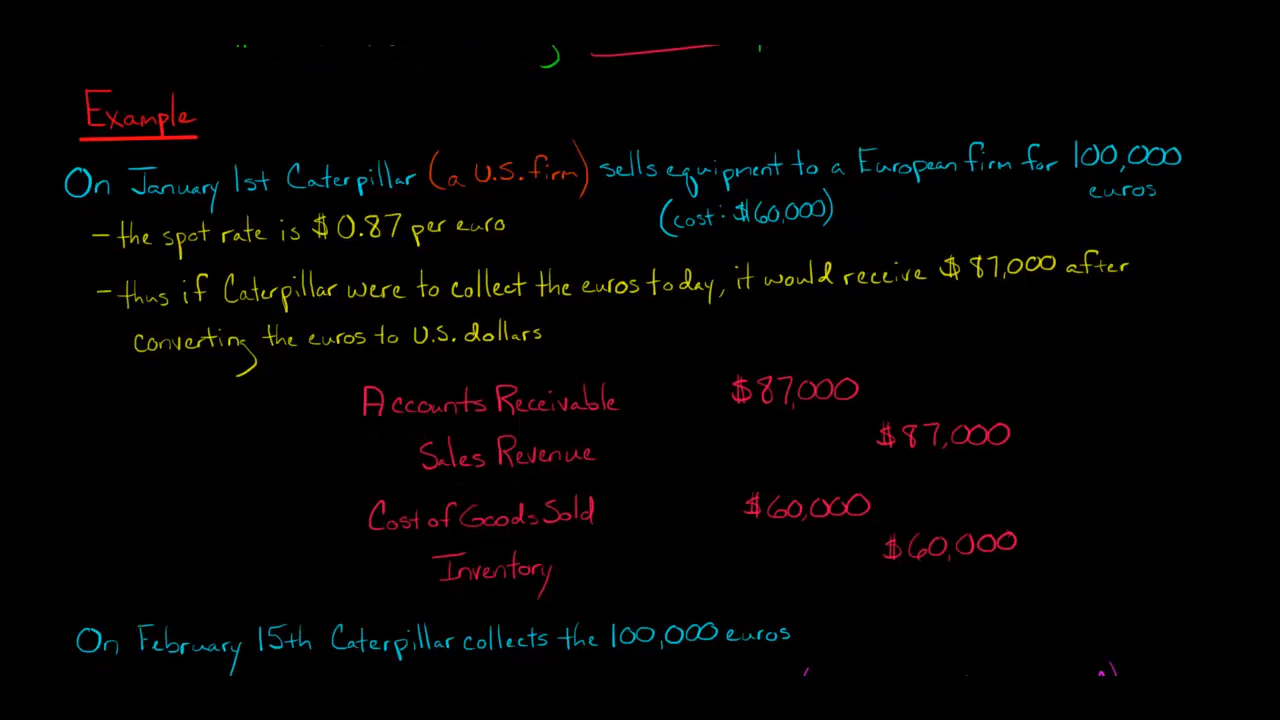 Example
On January 1st Caterpillar (a U.S. firm) sells equipment to a European firm for 100,000
euros
(cost: $60,000)
- the spot rate is $0.87 per euro
- thus if Caterpillar were to collect the euros today, it would receive $87,000 after
converting the euros to U.S. dollars
Accounts Receivable $87,000
Sales Revenue $87,000
Cost of Goods Sold $60,000
Inventory $60,000
On February 15th Caterpillar collects the 100,000 euros